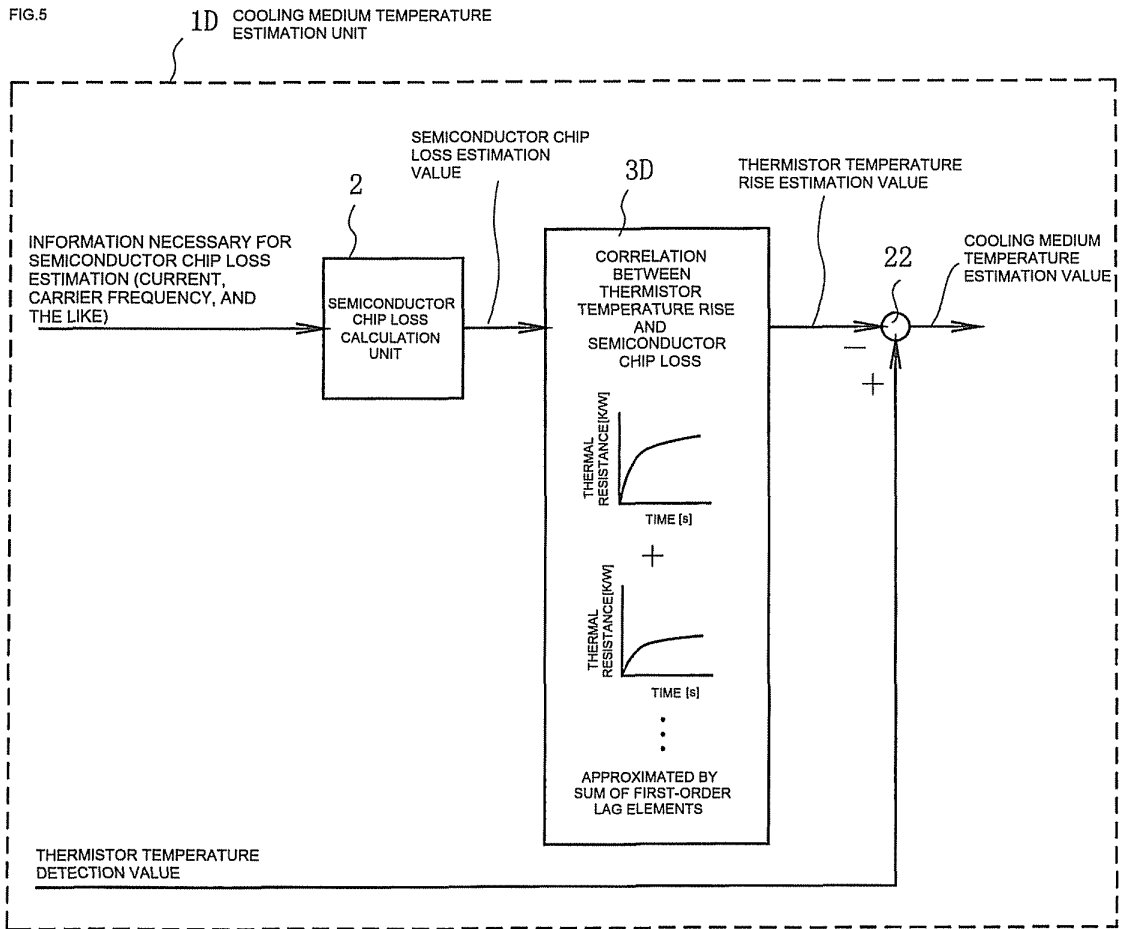 FIG.5
1D
COOLING MEDIUM TEMPERATURE
ESTIMATION UNIT
SEMICONDUCTOR CHIP
LOSS ESTIMATION
VALUE
2
3D
THERMISTOR TEMPERATURE
RISE ESTIMATION VALUE
INFORMATION NECESSARY FOR
SEMICONDUCTOR CHIP LOSS
ESTIMATION (CURRENT,
CARRIER FREQUENCY, AND
THE LIKE)
SEMICONDUCTOR
CHIP LOSS
CALCULATION
UNIT
CORRELATION
BETWEEN
THERMISTOR
TEMPERATURE RISE
AND
SEMICONDUCTOR
CHIP LOSS
22
COOLING MEDIUM
TEMPERATURE
ESTIMATION VALUE
−
+
THERMAL
RESISTANCE[K/W]
TIME [s]
+
THERMAL
RESISTANCE[K/W]
TIME [s]
APPROXIMATED BY
SUM OF FIRST-ORDER
LAG ELEMENTS
THERMISTOR TEMPERATURE
DETECTION VALUE